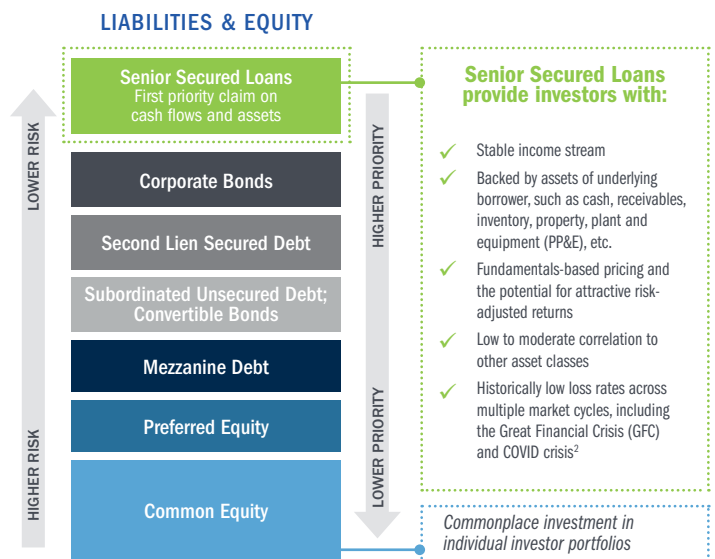 LIABILITIES & EQUITY
Senior Secured Loans
First priority claim on
cash flows and assets
Corporate Bonds
Second Lien Secured Debt
Subordinated Unsecured Debt;
Convertible Bonds
Mezzanine Debt
Preferred Equity
Common Equity
LOWER RISK
HIGHER RISK
HIGHER PRIORITY
LOWER PRIORITY
Senior Secured Loans
provide investors with:
✓ Stable income stream
✓ Backed by assets of underlying
borrower, such as cash, receivables,
inventory, property, plant and
equipment (PP&E), etc.
✓ Fundamentals-based pricing and
the potential for attractive risk-
adjusted returns
✓ Low to moderate correlation to
other asset classes
✓ Historically low loss rates across
multiple market cycles, including
the Great Financial Crisis (GFC)
and COVID crisis²
Commonplace investment in
individual investor portfolios